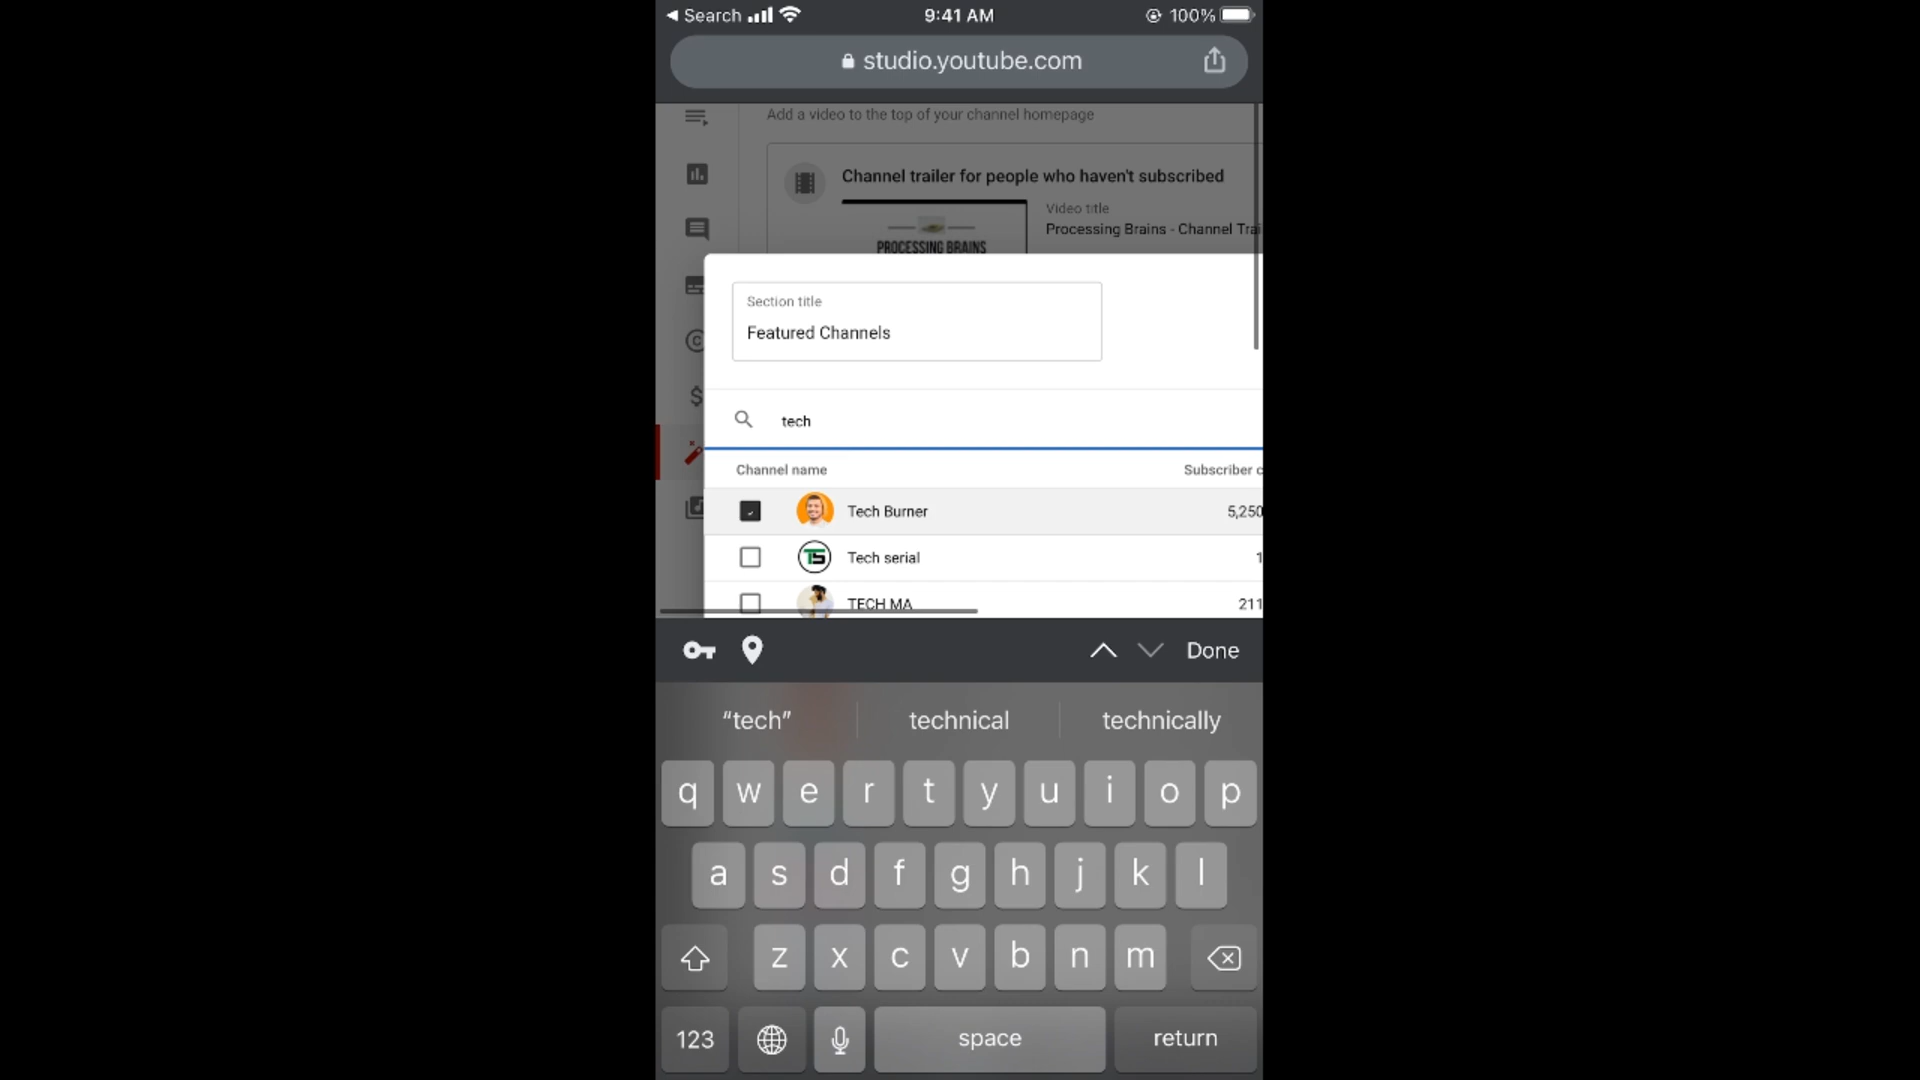 Search 9:41 AM 100%
studio.youtube.com
Add a video to the top of your channel homepage
Channel trailer for people who haven't subscribed
Video title
Processing Brains - Channel Trai
PROCESSING BRAINS
Section title
Featured Channels
tech
Channel name Subscriber c
Tech Burner 5,250
Tech serial 1
TECH MA 211
Done
“tech” technical technically
q w e r t y u i o p
a s d f g h j k l
z x c v b n m
123 space return